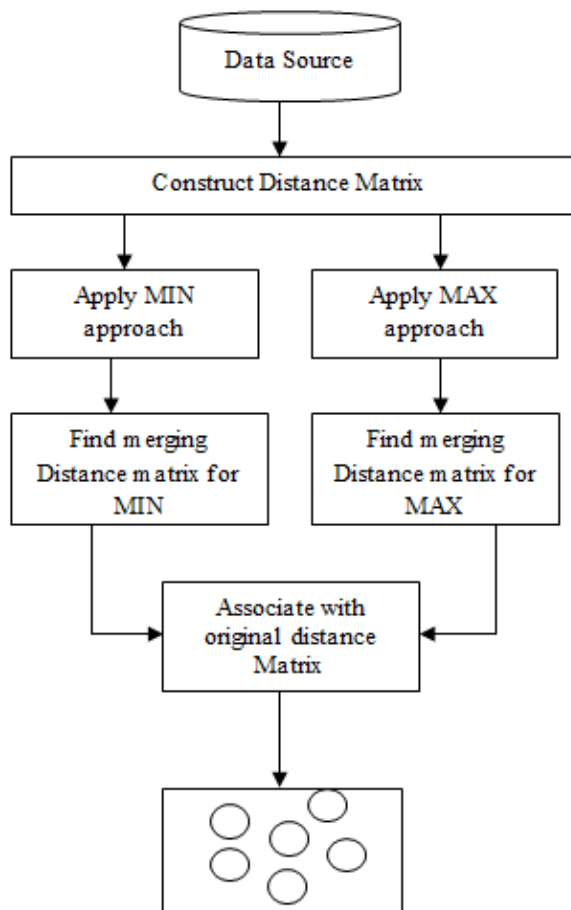 Data Source
Construct Distance Matrix
Apply MIN
approach
Apply MAX
approach
Find merging
Distance matrix for
MIN
Find merging
Distance matrix for
MAX
Associate with
original distance
Matrix